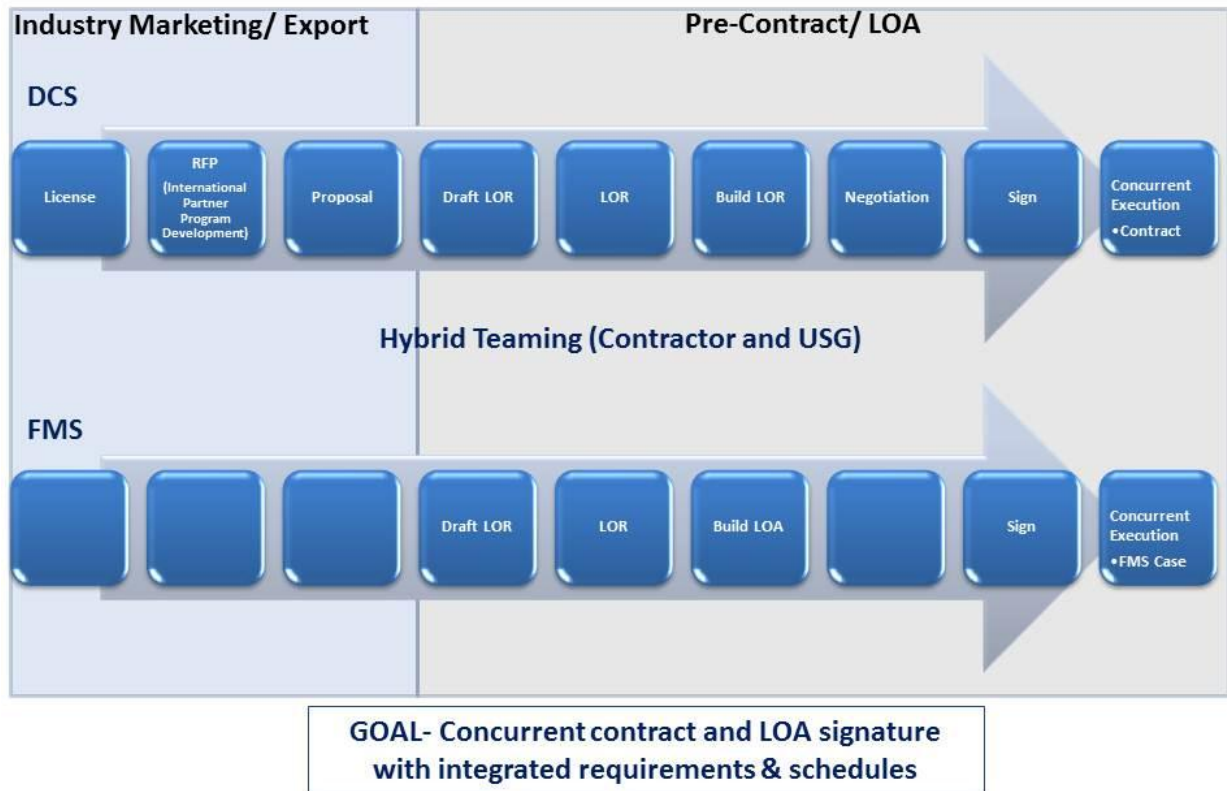 Industry Marketing/ Export
Pre-Contract/ LOA
DCS
License
RFP
(International
Partner
Program
Development)
Proposal
Draft LOR
LOR
Build LOR
Negotiation
Sign
Concurrent
Execution
•Contract
Hybrid Teaming (Contractor and USG)
FMS
Draft LOR
LOR
Build LOA
Sign
Concurrent
Execution
•FMS Case
GOAL- Concurrent contract and LOA signature
with integrated requirements & schedules